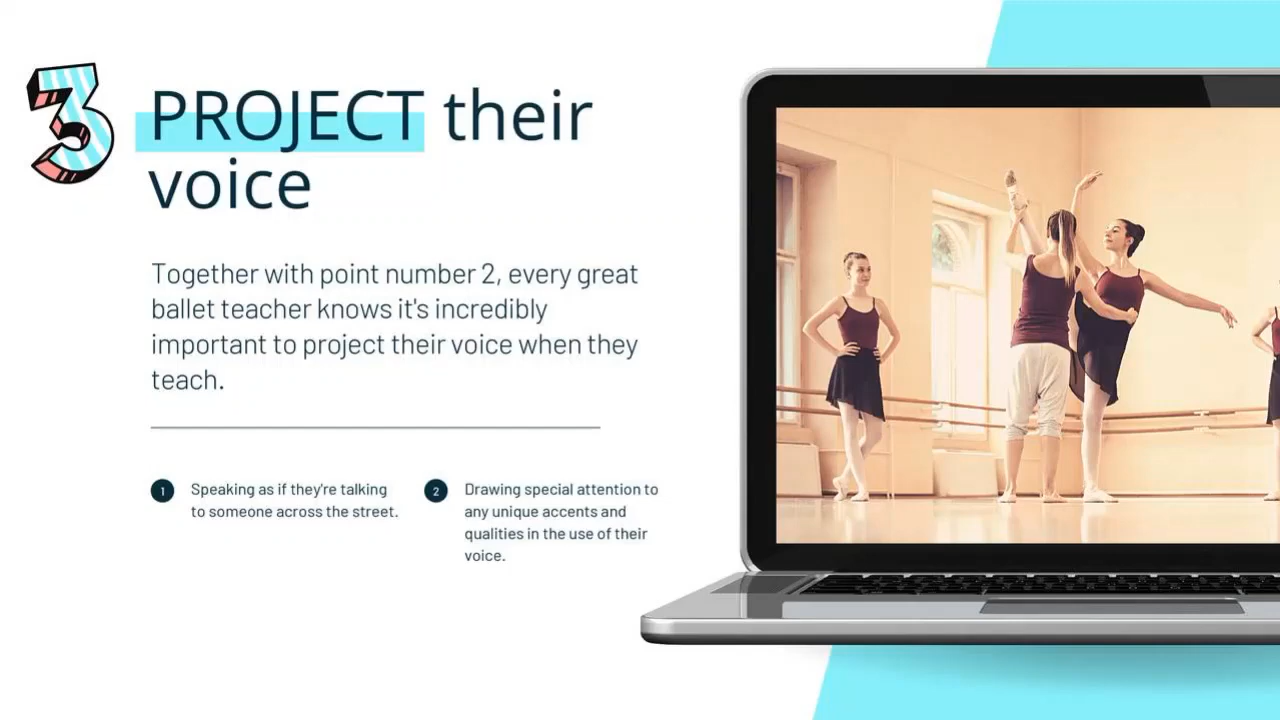 3
PROJECT their
voice
Together with point number 2, every great
ballet teacher knows it's incredibly
important to project their voice when they
teach.
1
Speaking as if they're talking
to someone across the street.
2
Drawing special attention to
any unique accents and
qualities in the use of their
voice.